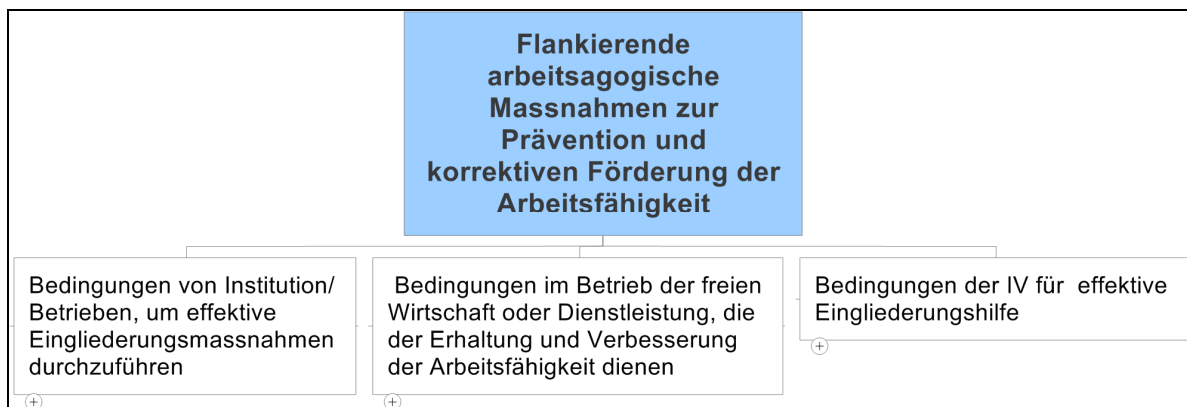 Flankierende
arbeitsagogische
Massnahmen zur
Prävention und
korrektiven Förderung der
Arbeitsfähigkeit
Bedingungen von Institution/
Betrieben, um effektive
Eingliederungsmassnahmen
durchzuführen
Bedingungen im Betrieb der freien
Wirtschaft oder Dienstleistung, die
der Erhaltung und Verbesserung
der Arbeitsfähigkeit dienen
Bedingungen der IV für effektive
Eingliederungshilfe